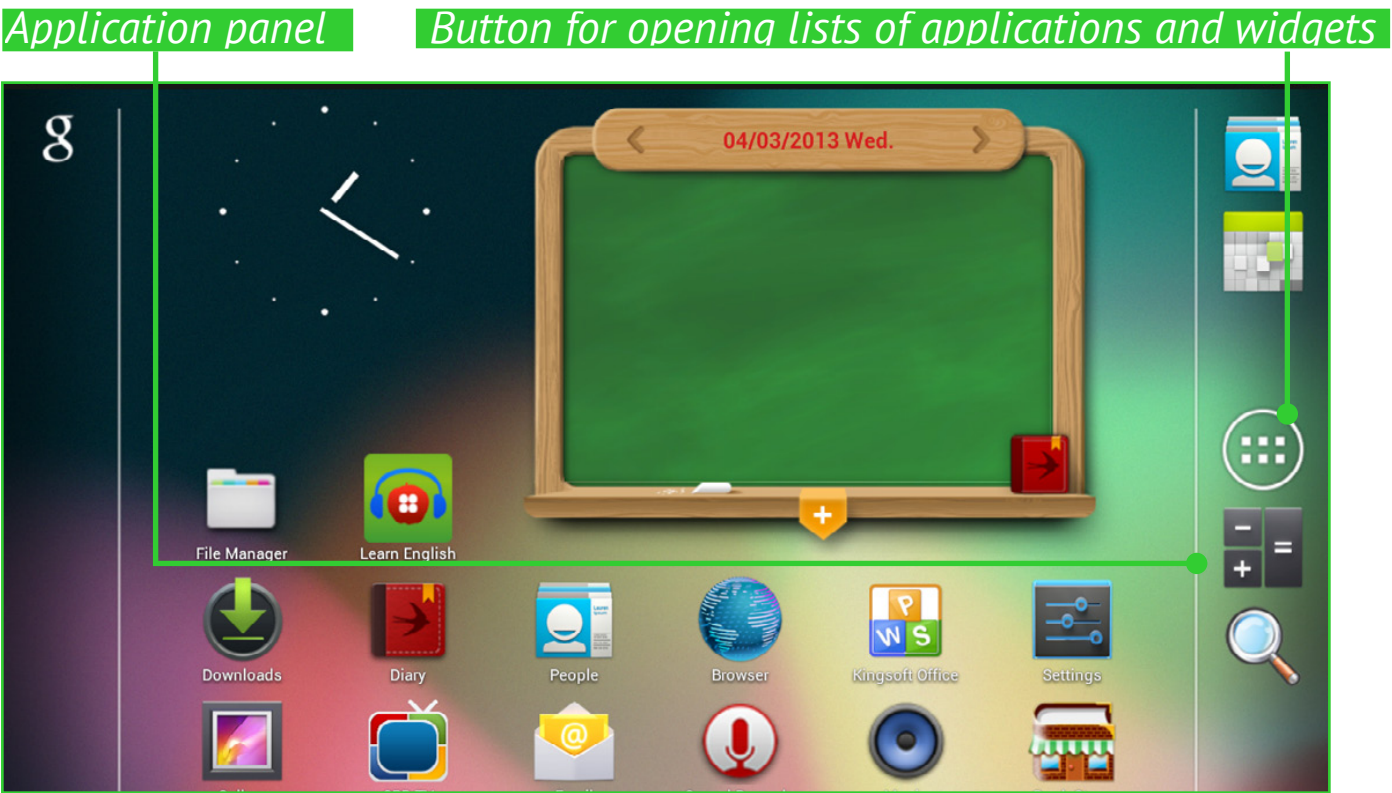 Application panel
Button for opening lists of applications and widgets
g
04/03/2013 Wed.
File Manager
Learn English
Downloads
Diary
People
Browser
Kingsoft Office
Settings
P
W S
@